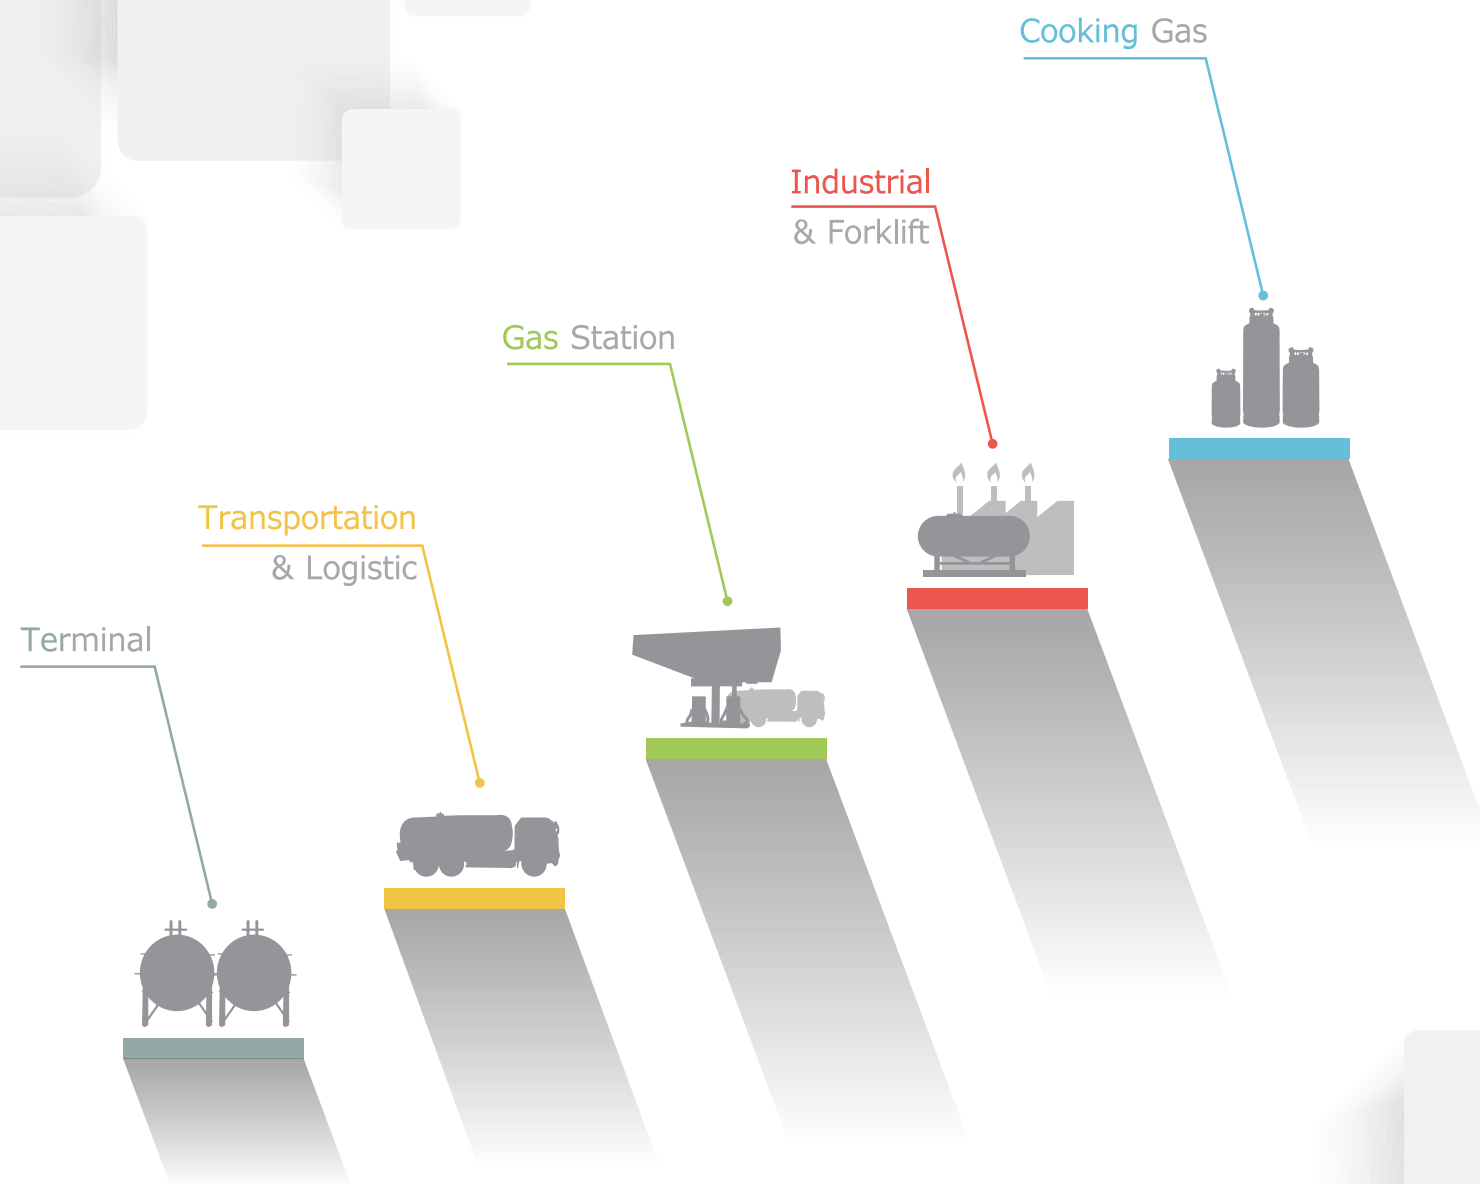 Cooking Gas
Industrial
& Forklift
Gas Station
Transportation
& Logistic
Terminal